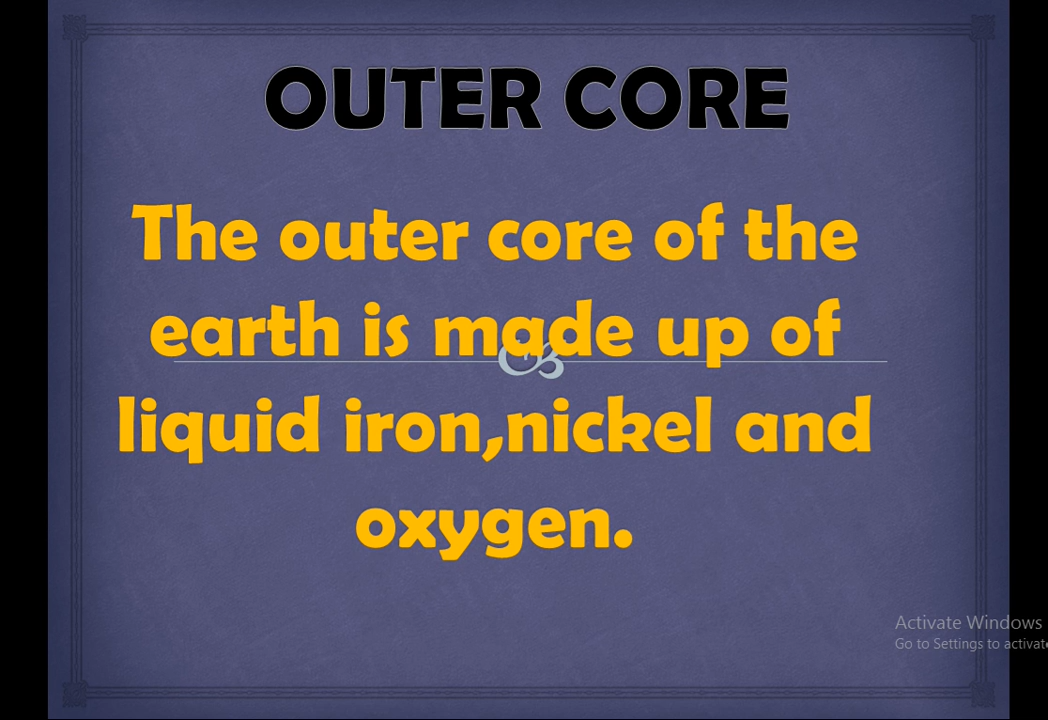 OUTER CORE
The outer core of the
earth is made up of
liquid iron,nickel and
oxygen.
Activate Windows
Go to Settings to activate